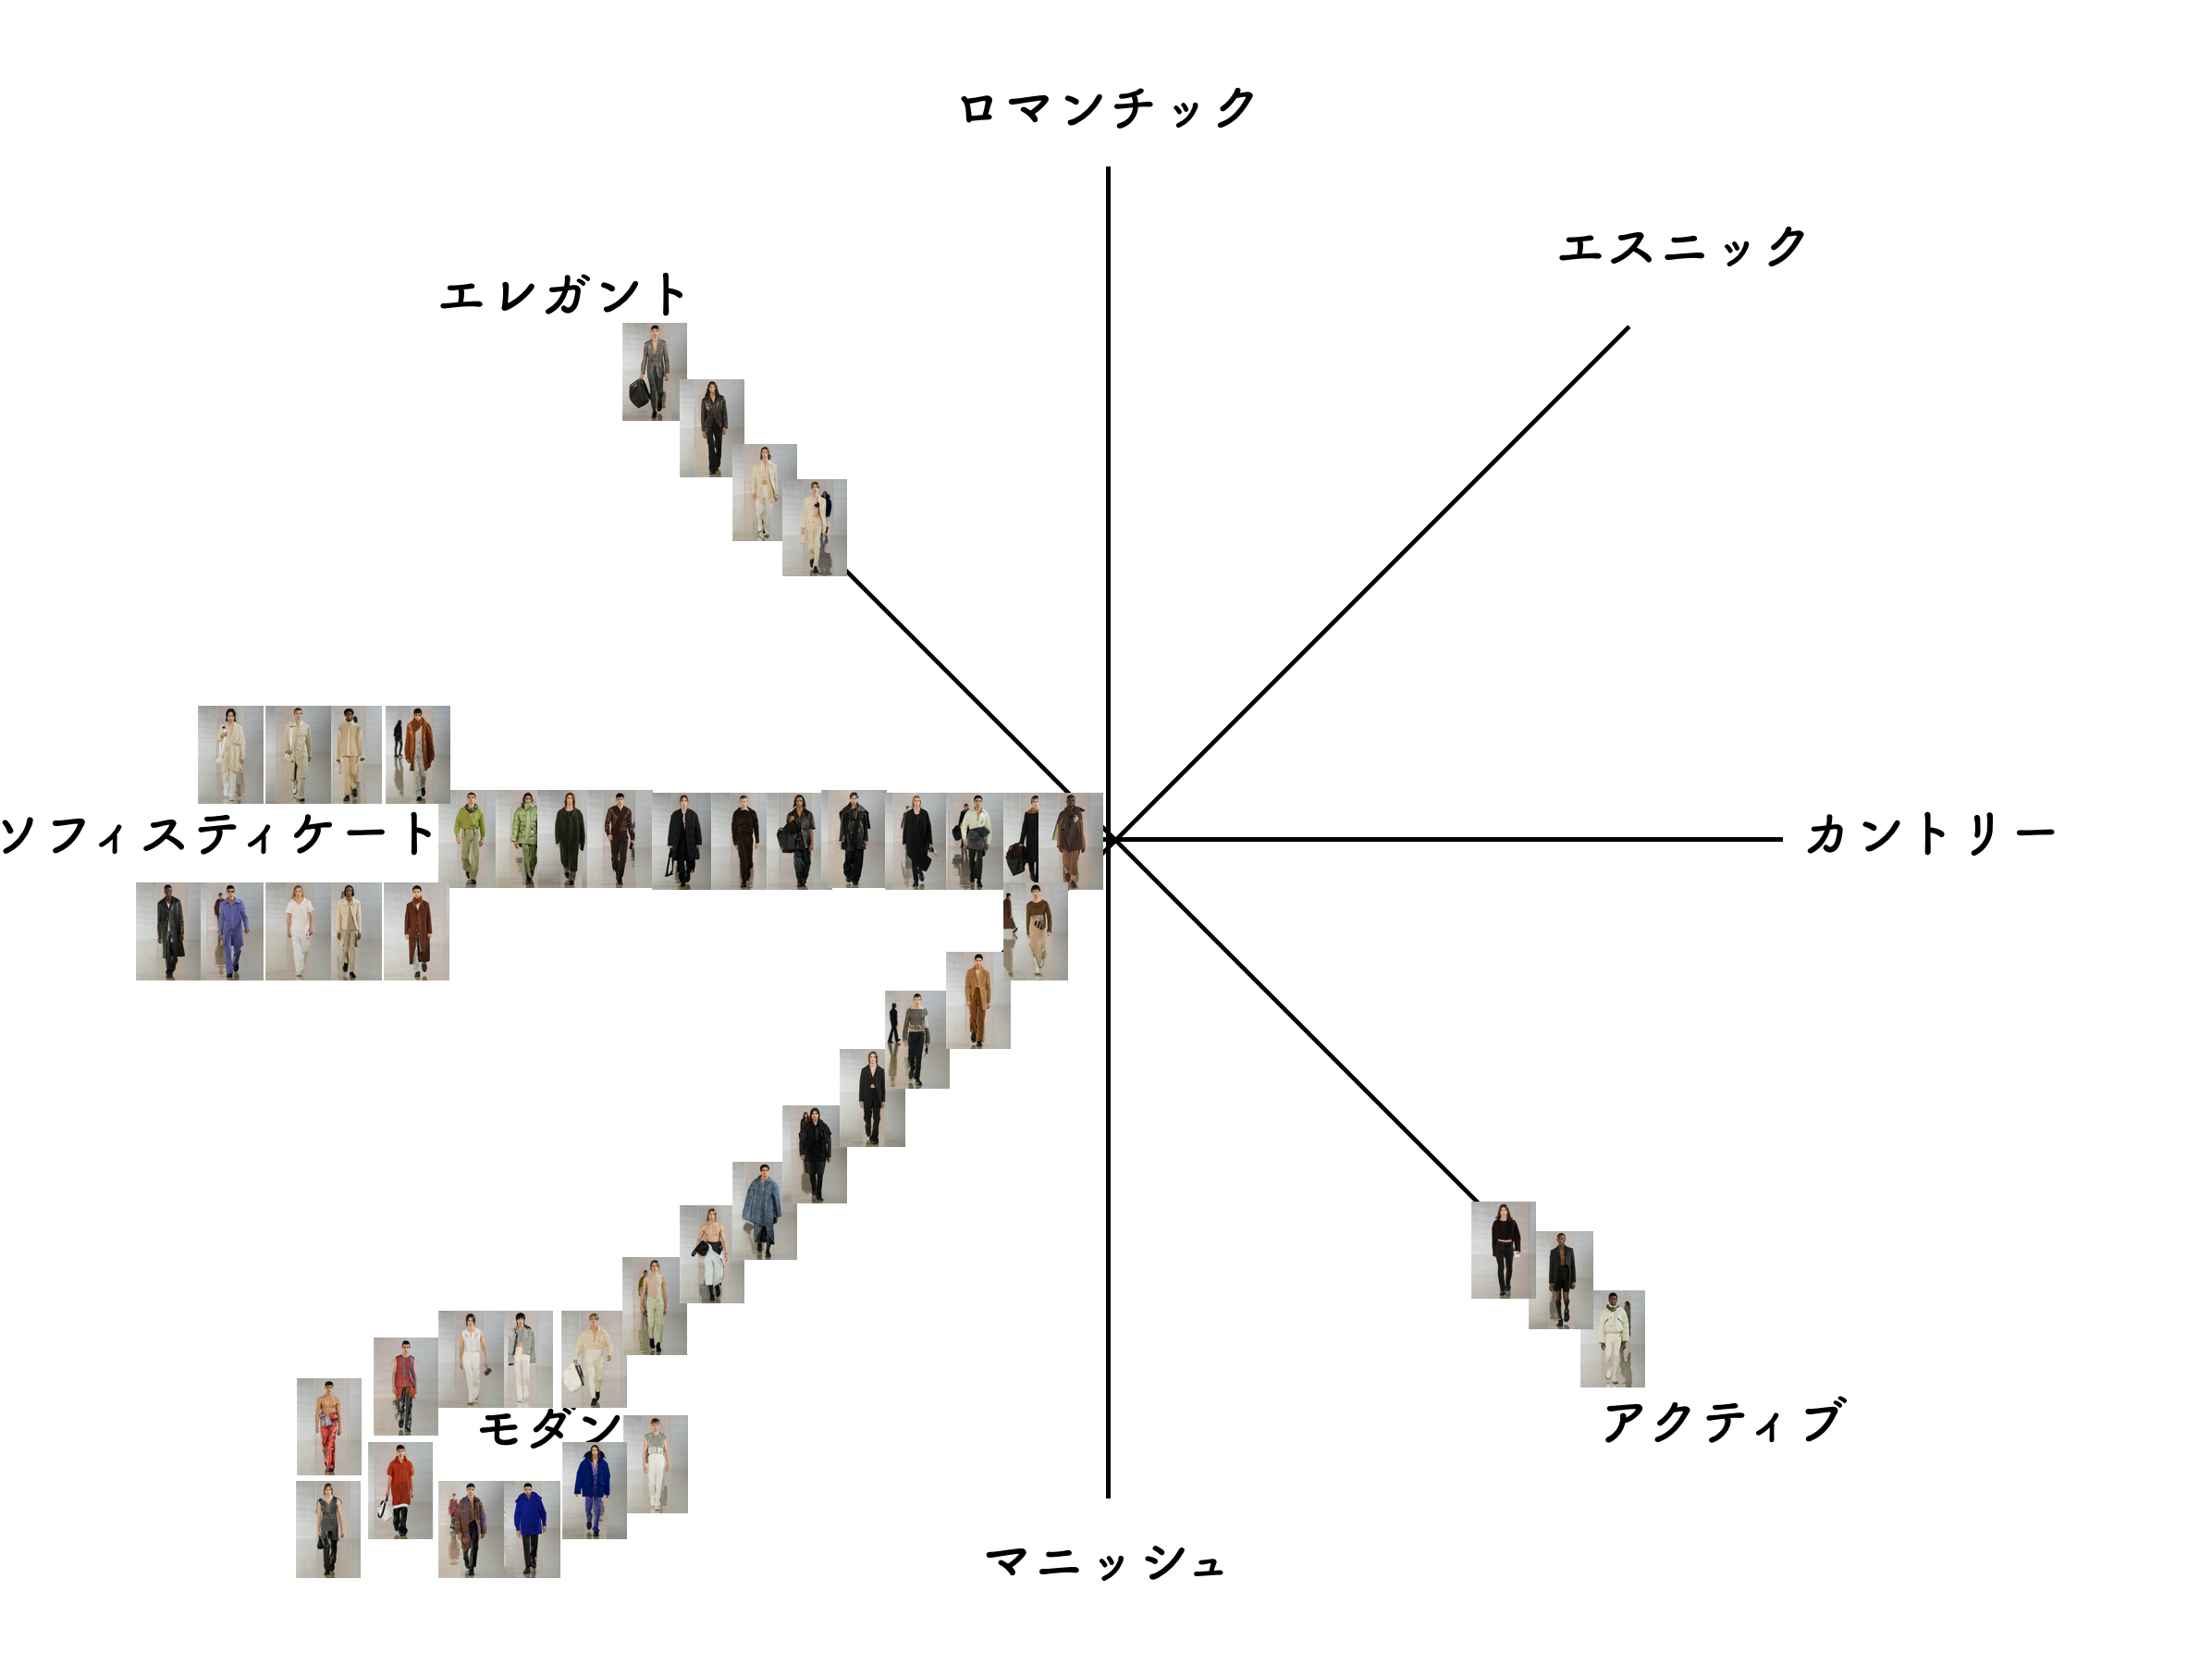 ロマンチック
エスニック
エレガント
ソフィスティケート
カントリー
アクティブ
モダン
マニッシュ